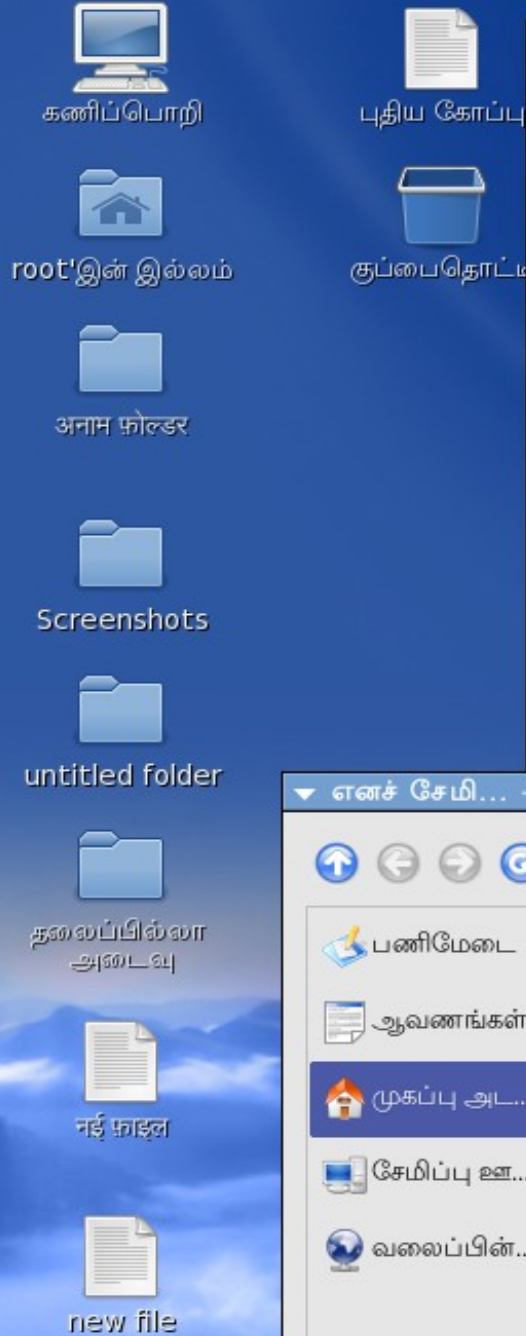 கணிப்பொறி
root'இன் இல்லம்
अनाम फ़ोल्डर
Screenshots
untitled folder
தலைப்பில்லா
அடைவு
नई फ़ाइल
new file
புதிய கோப்பு
குப்பைதொட்டி
எனச் சேமி...
பணிமேடை
ஆவணங்கள்
முகப்பு அட...
சேமிப்பு ஊ...
வலைப்பின்...